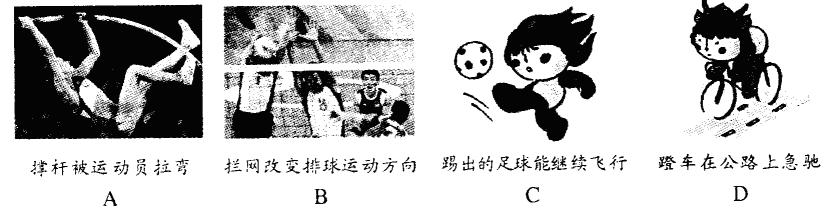 撑杆被运动员拉弯
拦网改变排球运动方向
踢出的足球能继续飞行
蹬车在公路上急驰
A
B
C
D